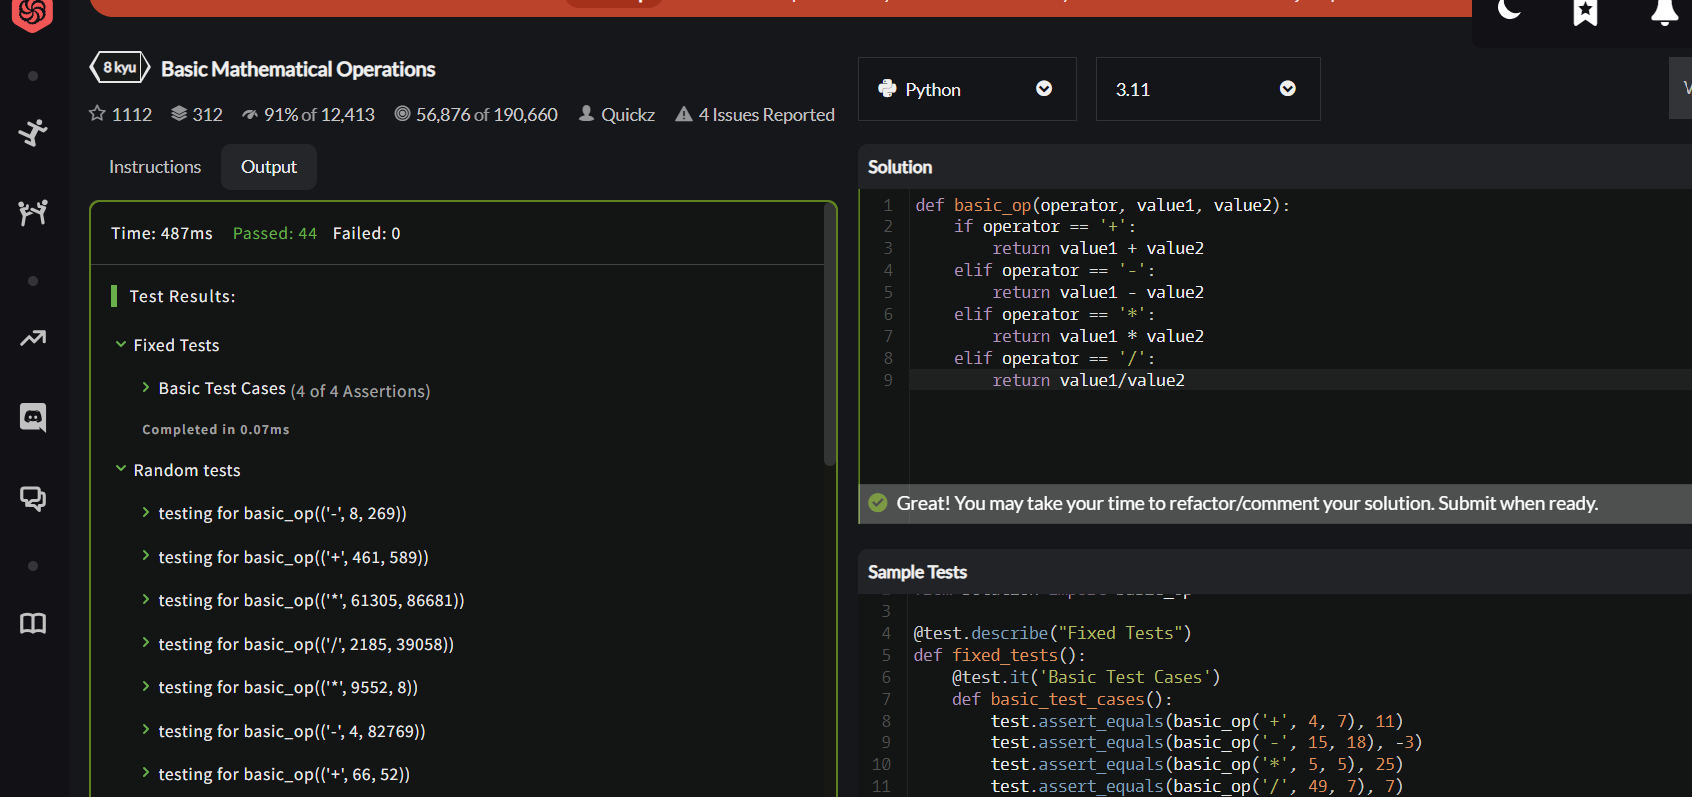 8 kyu Basic Mathematical Operations
1112 312 91% of 12,413 56,876 of 190,660 Quickz 4 Issues Reported
Instructions Output
Time: 487ms Passed: 44 Failed: 0
Test Results:
Fixed Tests
Basic Test Cases (4 of 4 Assertions)
Completed in 0.07ms
Random tests
testing for basic_op(('-', 8, 269))
testing for basic_op(('+', 461, 589))
testing for basic_op(('*', 61305, 86681))
testing for basic_op(('/', 2185, 39058))
testing for basic_op(('*', 9552, 8))
testing for basic_op(('-', 4, 82769))
testing for basic_op(('+', 66, 52))
Python 3.11
Solution
1 def basic_op(operator, value1, value2):
2 if operator == '+':
3 return value1 + value2
4 elif operator == '-':
5 return value1 - value2
6 elif operator == '*':
7 return value1 * value2
8 elif operator == '/':
9 return value1/value2
Great! You may take your time to refactor/comment your solution. Submit when ready.
Sample Tests
3
4 @test.describe("Fixed Tests")
5 def fixed_tests():
6 @test.it('Basic Test Cases')
7 def basic_test_cases():
8 test.assert_equals(basic_op('+', 4, 7), 11)
9 test.assert_equals(basic_op('-', 15, 18), -3)
10 test.assert_equals(basic_op('*', 5, 5), 25)
11 test.assert_equals(basic_op('/', 49, 7), 7)